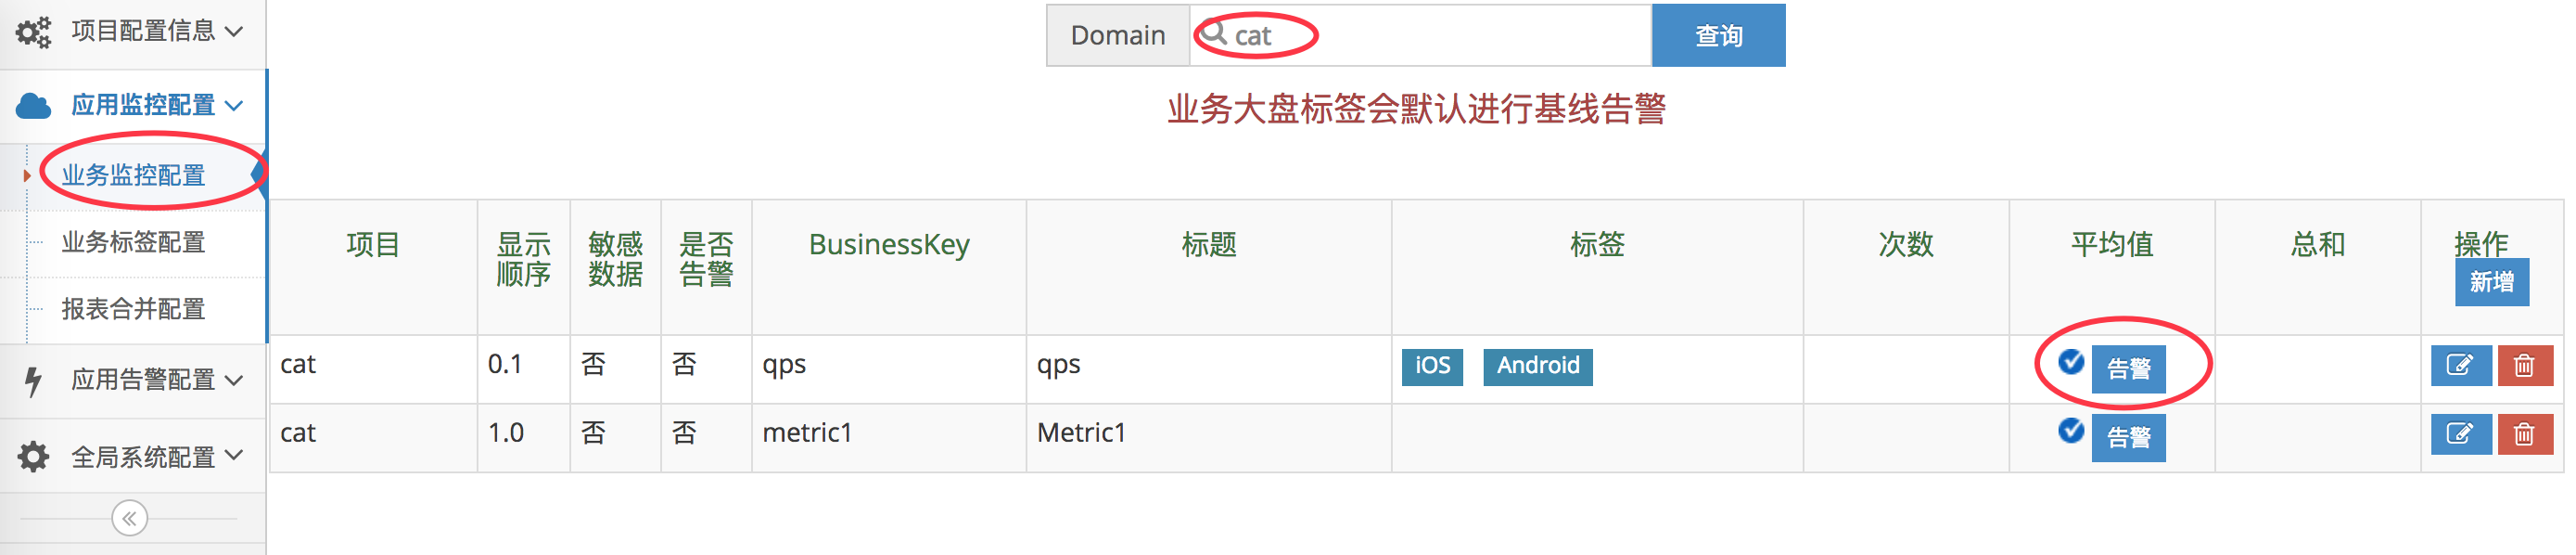 项目配置信息
应用监控配置
业务监控配置
业务标签配置
报表合并配置
应用告警配置
全局系统配置
Domain cat 查询
业务大盘标签会默认进行基线告警
项目 显示顺序 敏感数据 是否告警 BusinessKey 标题 标签 次数 平均值 总和 操作 新增
cat 0.1 否 否 qps qps iOS Android 告警
cat 1.0 否 否 metric1 Metric1 告警